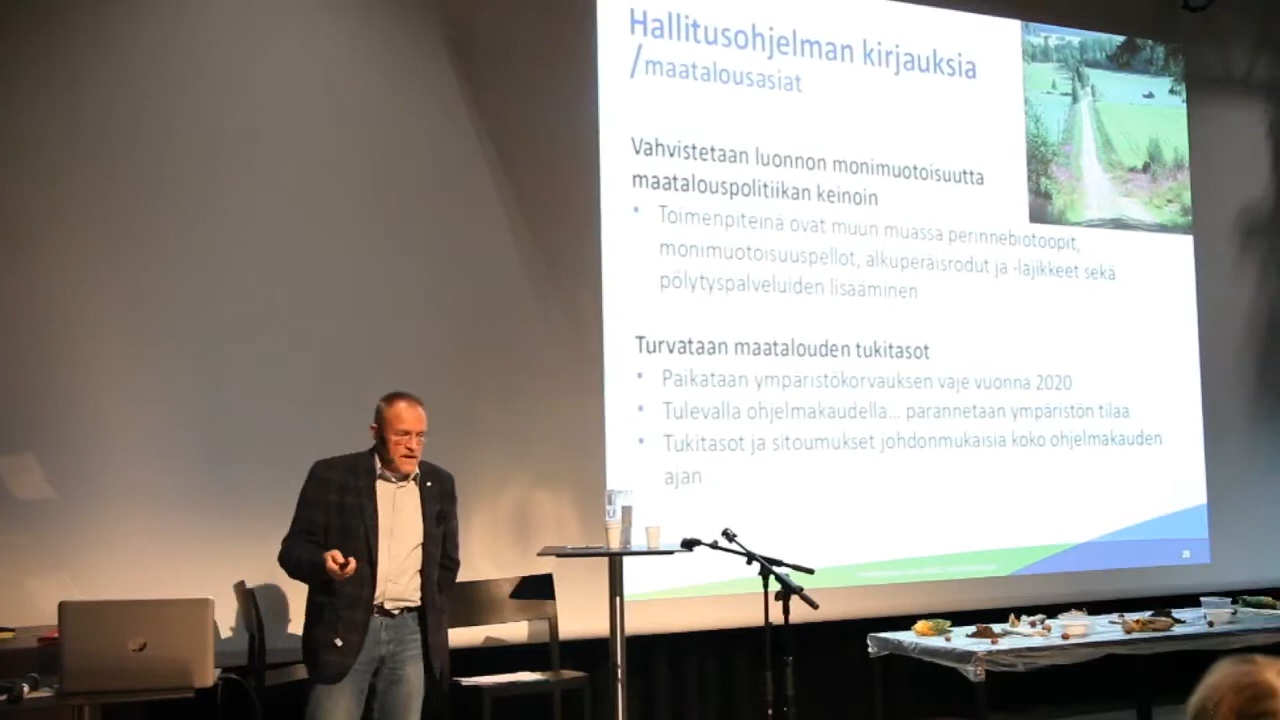 Hallitusohjelman kirjauksia
/maatalousasiat
Vahvistetaan luonnon monimuotoisuutta
maatalouspolitiikan keinoin
• Toimenpiteinä ovat muun muassa perinnebiotoopit,
monimuotoisuuspellot, alkuperäisrodut ja -lajikkeet sekä
pölytyspalveluiden lisääminen
Turvataan maatalouden tukitasot
• Paikataan ympäristökorvauksen vaje vuonna 2020
• Tulevalla ohjelmakaudella... parannetaan ympäristön tilaa
• Tukitasot ja sitoumukset johdonmukaisia koko ohjelmakauden
ajan
hp